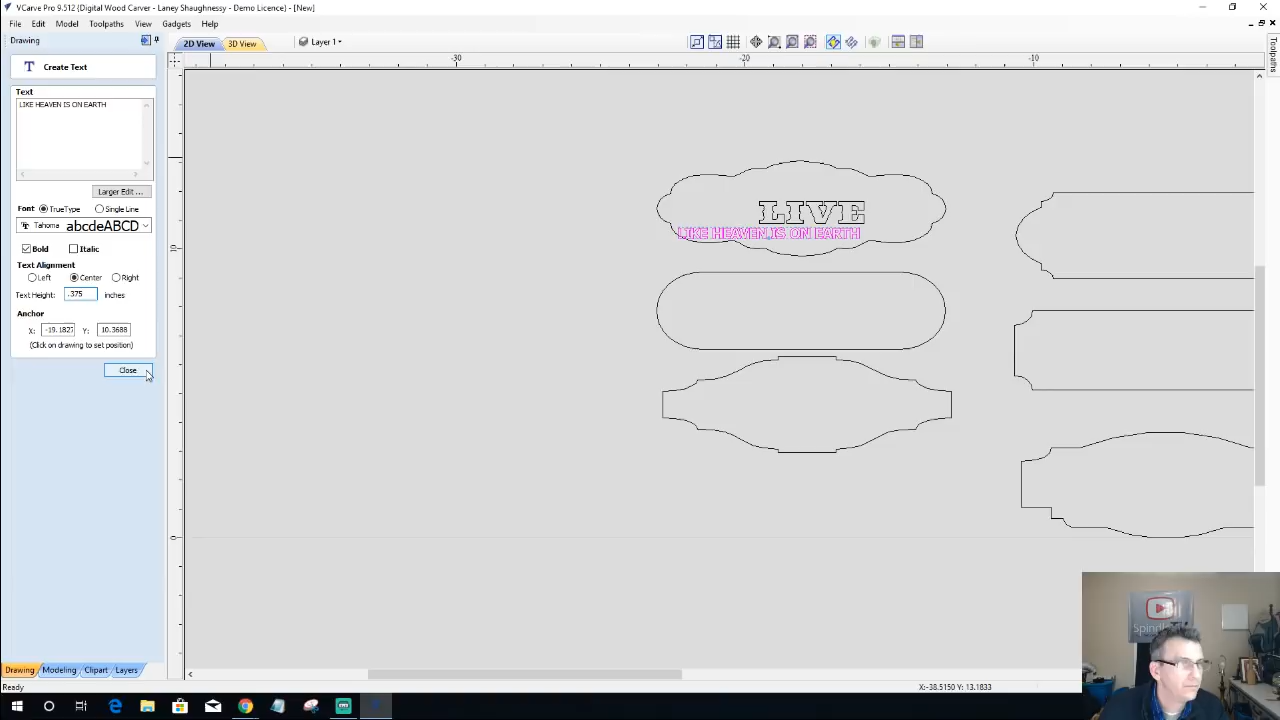 VCarve Pro 9.512 {Digital Wood Carver - Laney Shaughnessy - Demo Licence} - [New]
File Edit Model Toolpaths View Gadgets Help
Drawing
2D View 3D View Layer 1
Create Text
-30 -20 -10
Text
LIKE HEAVEN IS ON EARTH
Larger Edit ...
Font TrueType Single Line
Tahoma abcdeABCD
Bold Italic
Text Alignment
Left Center Right
Text Height: .375 inches
Anchor
X: -19.1827 Y: 10.3688
(Click on drawing to set position)
Close
LIVE
LIKE HEAVEN IS ON EARTH
Toolpaths
Drawing Modeling Clipart Layers
Ready
X:-38.5150 Y: 13.1833